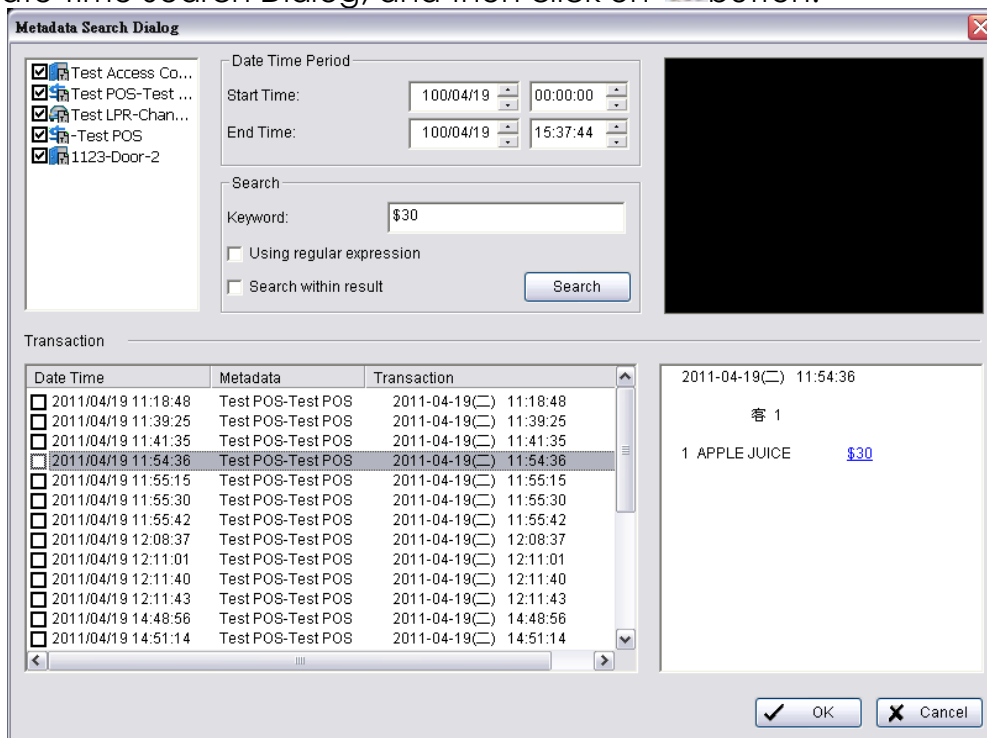 Time Search Dialog, and then click on button.
Metadata Search Dialog
Test Access Co...
Test POS-Test ...
Test LPR-Chan...
-Test POS
1123-Door-2
Date Time Period
Start Time: 100/04/19 00:00:00
End Time: 100/04/19 15:37:44
Search
Keyword: $30
Using regular expression
Search within result
Search
Transaction
Date Time Metadata Transaction
2011/04/19 11:18:48 Test POS-Test POS 2011-04-19(二) 11:18:48
2011/04/19 11:39:25 Test POS-Test POS 2011-04-19(二) 11:39:25
2011/04/19 11:41:35 Test POS-Test POS 2011-04-19(二) 11:41:35
2011/04/19 11:54:36 Test POS-Test POS 2011-04-19(二) 11:54:36
2011/04/19 11:55:15 Test POS-Test POS 2011-04-19(二) 11:55:15
2011/04/19 11:55:30 Test POS-Test POS 2011-04-19(二) 11:55:30
2011/04/19 11:55:42 Test POS-Test POS 2011-04-19(二) 11:55:42
2011/04/19 12:08:37 Test POS-Test POS 2011-04-19(二) 12:08:37
2011/04/19 12:11:01 Test POS-Test POS 2011-04-19(二) 12:11:01
2011/04/19 12:11:40 Test POS-Test POS 2011-04-19(二) 12:11:40
2011/04/19 12:11:43 Test POS-Test POS 2011-04-19(二) 12:11:43
2011/04/19 14:48:56 Test POS-Test POS 2011-04-19(二) 14:48:56
2011/04/19 14:51:14 Test POS-Test POS 2011-04-19(二) 14:51:14
2011-04-19(二) 11:54:36
客 1
1 APPLE JUICE $30
OK
Cancel